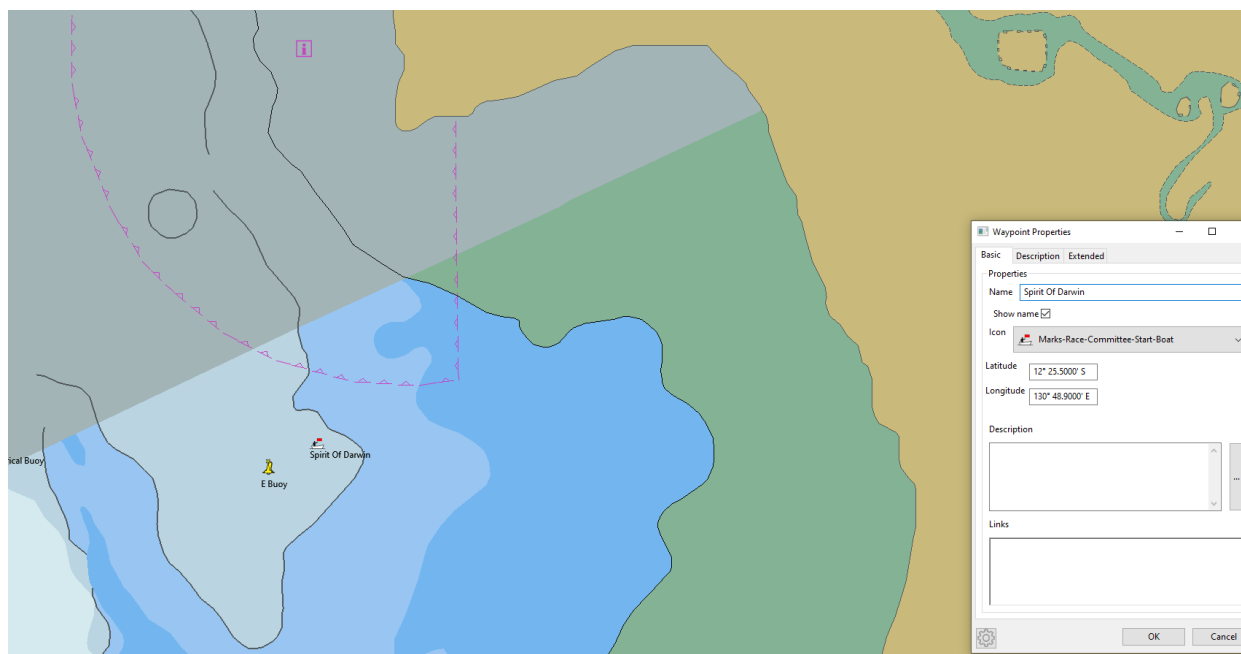 Waypoint Properties
Basic Description Extended
Properties
Name Spirit Of Darwin
Show name
Icon Marks-Race-Committee-Start-Boat
Latitude 12° 25.5000' S
Longitude 130° 48.9000' E
Description
...
Links
OK Cancel
Spirit Of Darwin
rical Buoy
E Buoy